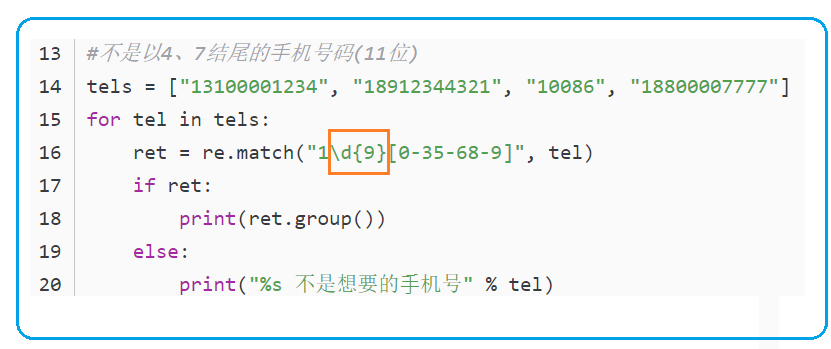 13 #不是以4、7结尾的手机号码(11位)
14 tels = ["13100001234", "18912344321", "10086", "18800007777"]
15 for tel in tels:
16     ret = re.match("1\d{9}[0-35-68-9]", tel)
17     if ret:
18         print(ret.group())
19     else:
20         print("%s 不是想要的手机号" % tel)